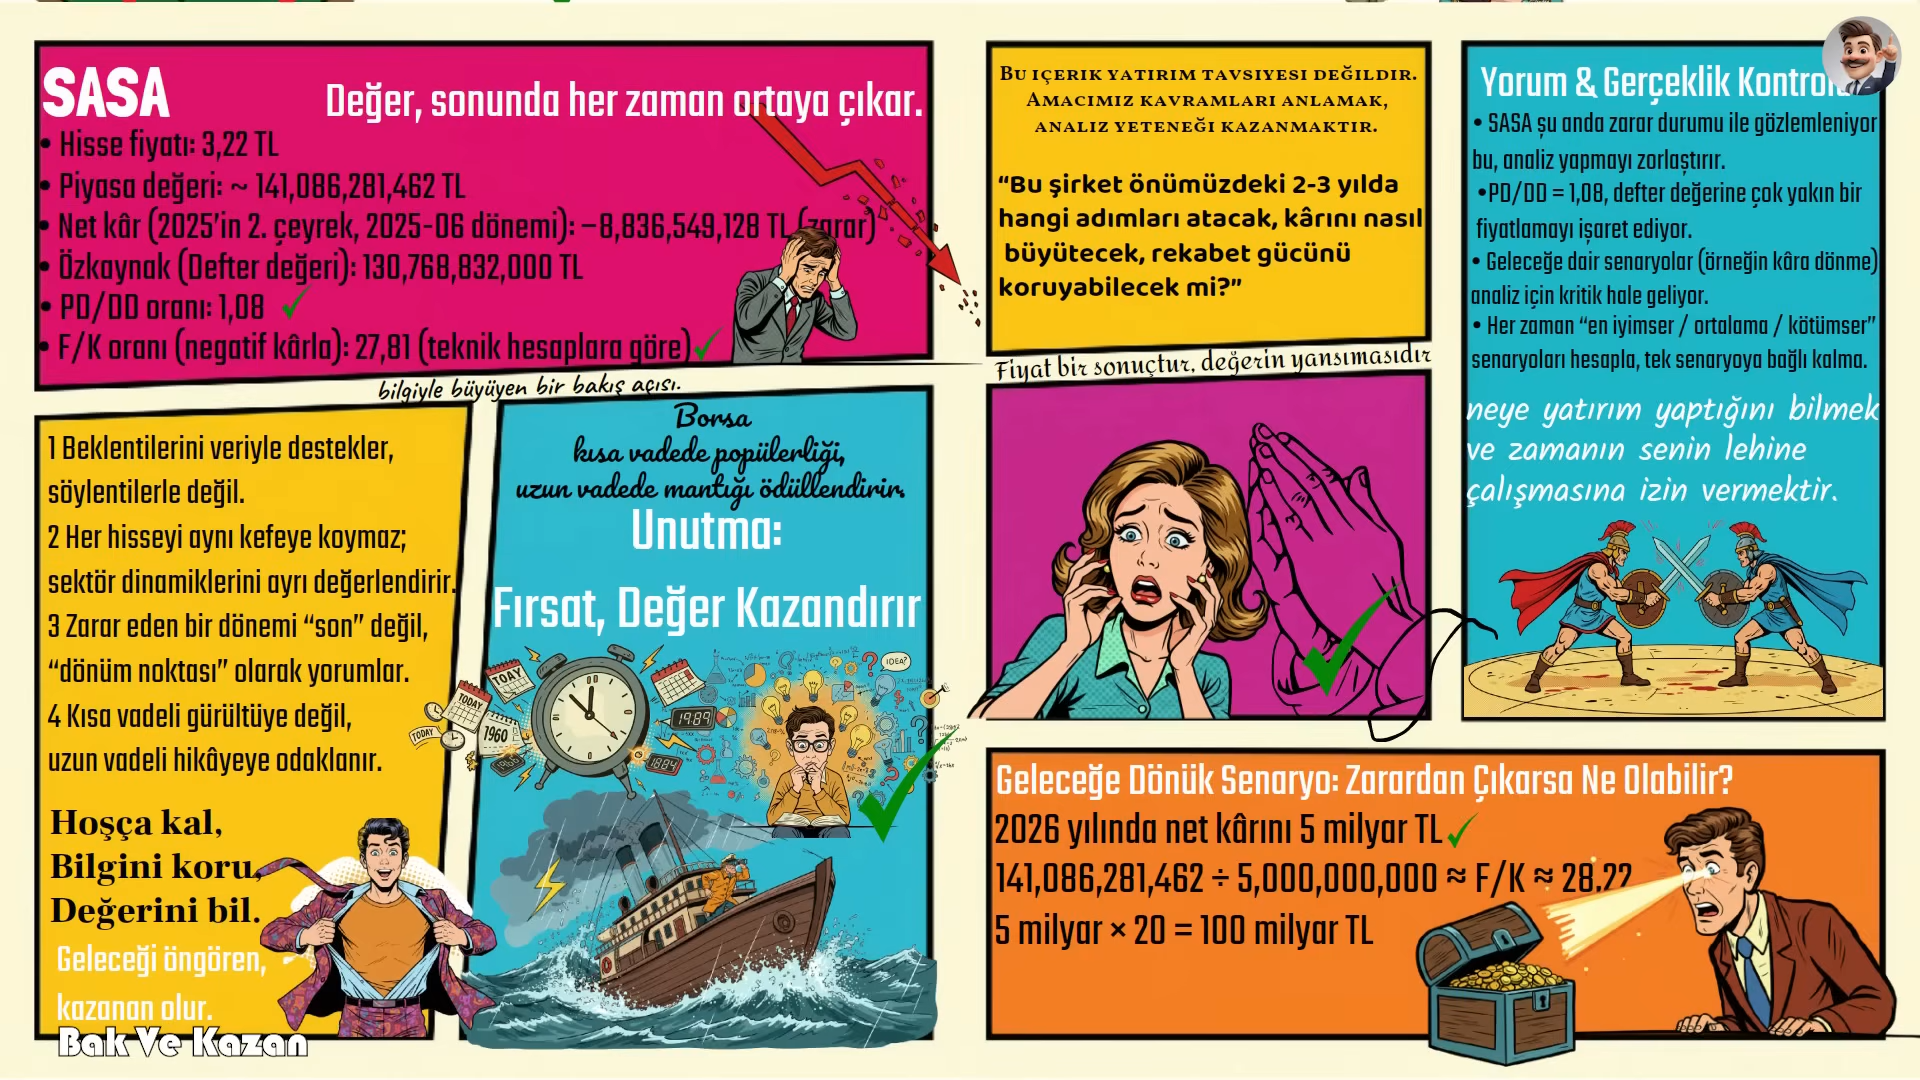 SASA
Değer, sonunda her zaman ortaya çıkar.
• Hisse fiyatı: 3,22 TL
• Piyasa değeri: ~ 141,086,281,462 TL
• Net kâr (2025'in 2. çeyrek, 2025-06 dönemi): –8,836,549,128 TL (zarar)
• Özkaynak (Defter değeri): 130,768,832,000 TL
• PD/DD oranı: 1,08
• F/K oranı (negatif kârla): 27,81 (teknik hesaplara göre)
bilgiyle büyüyen bir bakış açısı.
1 Beklentilerini veriyle destekler,
söylentilerle değil.
2 Her hisseyi aynı kefeye koymaz;
sektör dinamiklerini ayrı değerlendirir.
3 Zarar eden bir dönemi “son” değil,
“dönüm noktası” olarak yorumlar.
4 Kısa vadeli gürültüye değil,
uzun vadeli hikâyeye odaklanır.
Hoşça kal,
Bilgini koru,
Değerini bil.
Geleceği öngören,
kazanan olur.
Bak Ve Kazan
Borsa
kısa vadede popülerliği,
uzun vadede mantığı ödüllendirir.
Unutma:
Fırsat, Değer Kazandırır
TOAY
TODAY
TODAY
1960
1989
1884
IDEA?
BU IÇERIK YATIRIM TAVSIYESI DEĞILDIR.
AMACIMIZ KAVRAMLARI ANLAMAK,
ANALIZ YETENEĞI KAZANMAKTIR.
“Bu şirket önümüzdeki 2-3 yılda
hangi adımları atacak, kârını nasıl
büyütecek, rekabet gücünü
koruyabilecek mi?”
Fiyat bir sonuçtur, değerin yansımasıdır
Yorum & Gerçeklik
• SASA şu anda zarar durumu ile gözlemleniyor
bu, analiz yapmayı zorlaştırır.
•PD/DD = 1,08, defter değerine çok yakın bir
fiyatlamayı işaret ediyor.
• Geleceğe dair senaryolar (örneğin kâra dönme)
analiz için kritik hale geliyor.
• Her zaman “en iyimser / ortalama / kötümser”
senaryoları hesapla, tek senaryoya bağlı kalma.
neye yatırım yaptığını bilmek
ve zamanın senin lehine
çalışmasına izin vermektir.
Geleceğe Dönük Senaryo: Zarardan Çıkarsa Ne Olabilir?
2026 yılında net kârını 5 milyar TL
141,086,281,462 ÷ 5,000,000,000 ≈ F/K ≈ 28.22
5 milyar × 20 = 100 milyar TL